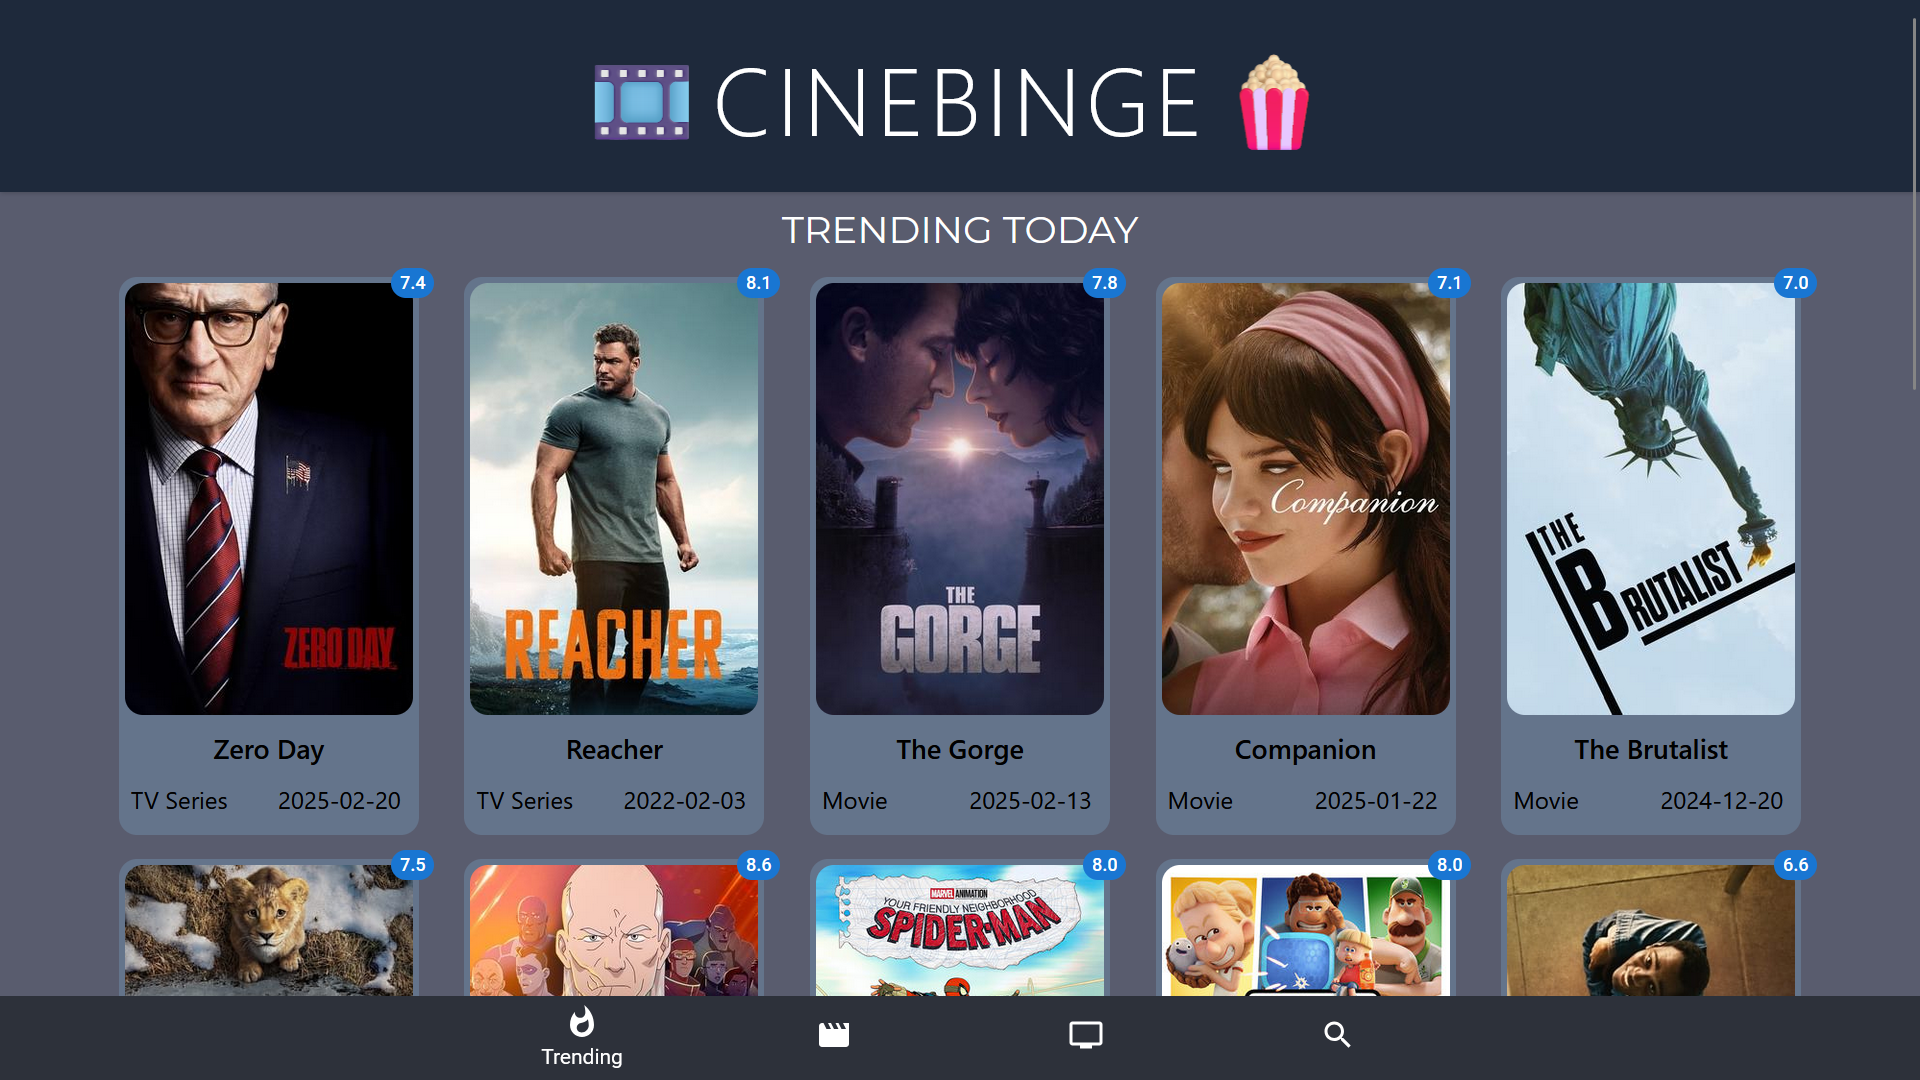 CINEBINGE
TRENDING TODAY
7.4
8.1
7.8
7.1
7.0
ZERO DAY
REACHER
THE
GORGE
Companion
THE
BRUTALIST
Zero Day
Reacher
The Gorge
Companion
The Brutalist
TV Series 2025-02-20
TV Series 2022-02-03
Movie 2025-02-13
Movie 2025-01-22
Movie 2024-12-20
7.5
8.6
8.0
8.0
6.6
MARVEL ANIMATION
YOUR FRIENDLY NEIGHBORHOOD
SPIDER-MAN
Trending